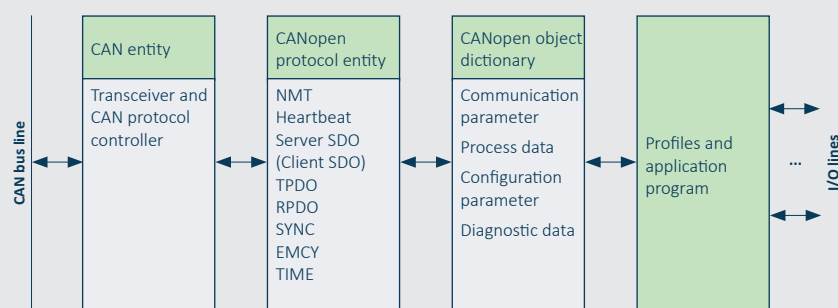 CAN bus line
CAN entity
Transceiver and
CAN protocol
controller
CANopen
protocol entity
NMT
Heartbeat
Server SDO
(Client SDO)
TPDO
RPDO
SYNC
EMCY
TIME
CANopen object
dictionary
Communication
parameter
Process data
Configuration
parameter
Diagnostic data
Profiles and
application
program
...
I/O lines